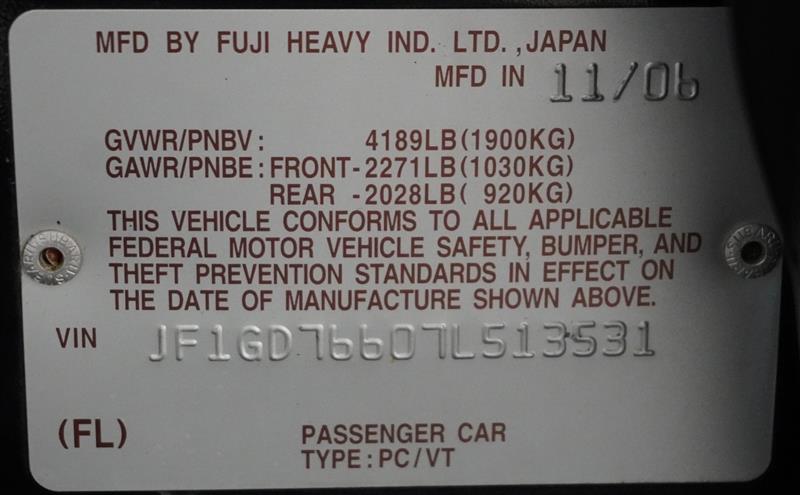 MFD BY FUJI HEAVY IND. LTD.,JAPAN
MFD IN 11/06
GVWR/PNBV: 4189LB(1900KG)
GAWR/PNBE:FRONT-2271LB(1030KG)
REAR -2028LB( 920KG)
THIS VEHICLE CONFORMS TO ALL APPLICABLE
FEDERAL MOTOR VEHICLE SAFETY, BUMPER, AND
THEFT PREVENTION STANDARDS IN EFFECT ON
THE DATE OF MANUFACTURE SHOWN ABOVE.
VIN JF1GD76607L513531
(FL) PASSENGER CAR
TYPE:PC/VT